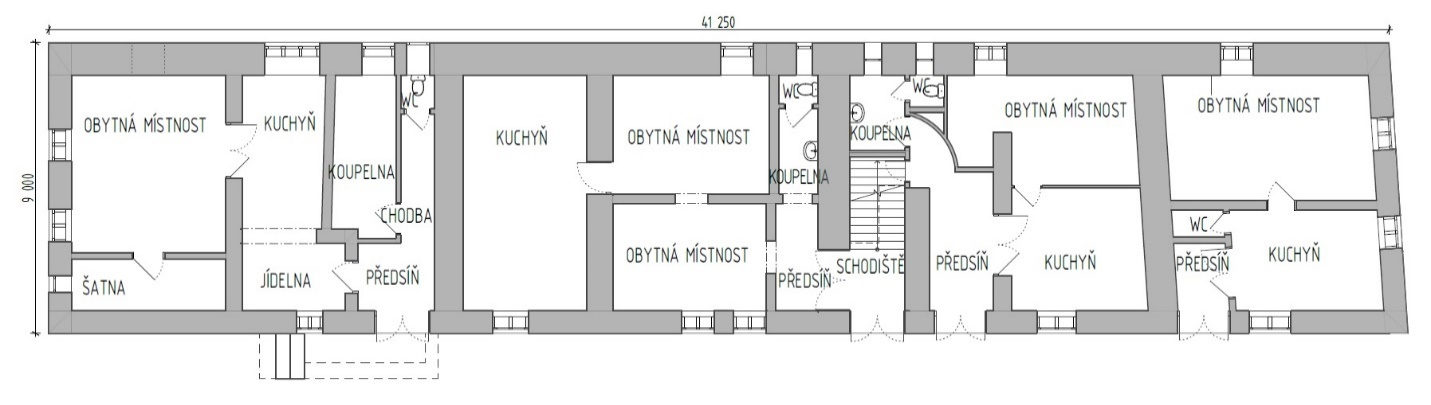 41 250
9 000
WC
WC
WC
OBYTNÁ MÍSTNOST
KUCHYŇ
KUCHYŇ
OBYTNÁ MÍSTNOST
KOUPELNA
OBYTNÁ MÍSTNOST
OBYTNÁ MÍSTNOST
KOUPELNA
KOUPELNA
CHODBA
WC
OBYTNÁ MÍSTNOST
ŠATNA
JÍDELNA
PŘEDSÍŇ
PŘEDSÍŇ
SCHODIŠTĚ
PŘEDSÍŇ
KUCHYŇ
PŘEDSÍŇ
KUCHYŇ